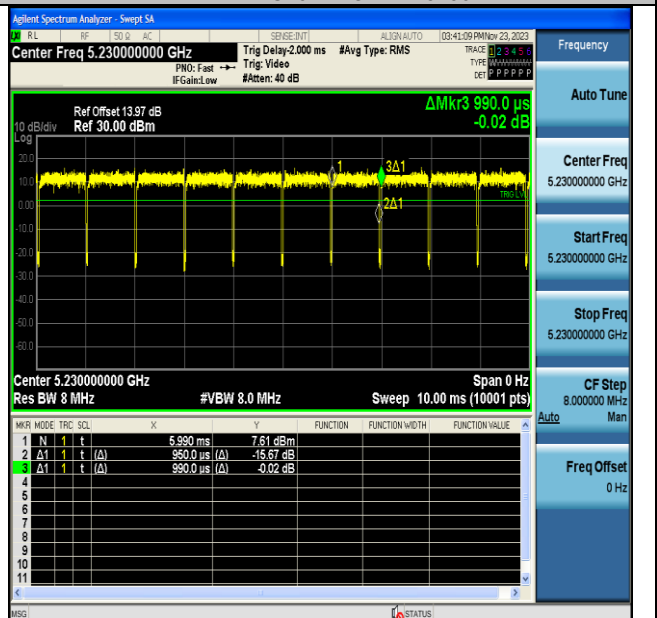 Agilent Spectrum Analyzer - Swept SA
RL RF 50 Ω AC SENSE:INT ALIGN AUTO 03:41:09 PM Nov 23, 2023
Center Freq 5.230000000 GHz
PNO: Fast
IFGain:Low
Trig Delay-2.000 ms
Trig: Video
#Atten: 40 dB
#Avg Type: RMS
TRACE 1 2 3 4 5 6
TYPE
DET P P P P P P
Ref Offset 13.97 dB
10 dB/div Ref 30.00 dBm
Log
ΔMkr3 990.0 µs
-0.02 dB
20.0
10.0
0.00
-10.0
-20.0
-30.0
-40.0
-50.0
-60.0
1
3Δ1
2Δ1
TRIG LVL
Center 5.230000000 GHz Span 0 Hz
Res BW 8 MHz #VBW 8.0 MHz Sweep 10.00 ms (10001 pts)
MKR MODE TRC SCL X Y FUNCTION FUNCTION WIDTH FUNCTION VALUE
1 N 1 t 5.990 ms 7.61 dBm
2 Δ1 1 t (Δ) 950.0 µs (Δ) -15.67 dB
3 Δ1 1 t (Δ) 990.0 µs (Δ) -0.02 dB
4
5
6
7
8
9
10
11
MSG STATUS
Frequency
Auto Tune
Center Freq
5.230000000 GHz
Start Freq
5.230000000 GHz
Stop Freq
5.230000000 GHz
CF Step
8.000000 MHz
Auto Man
Freq Offset
0 Hz